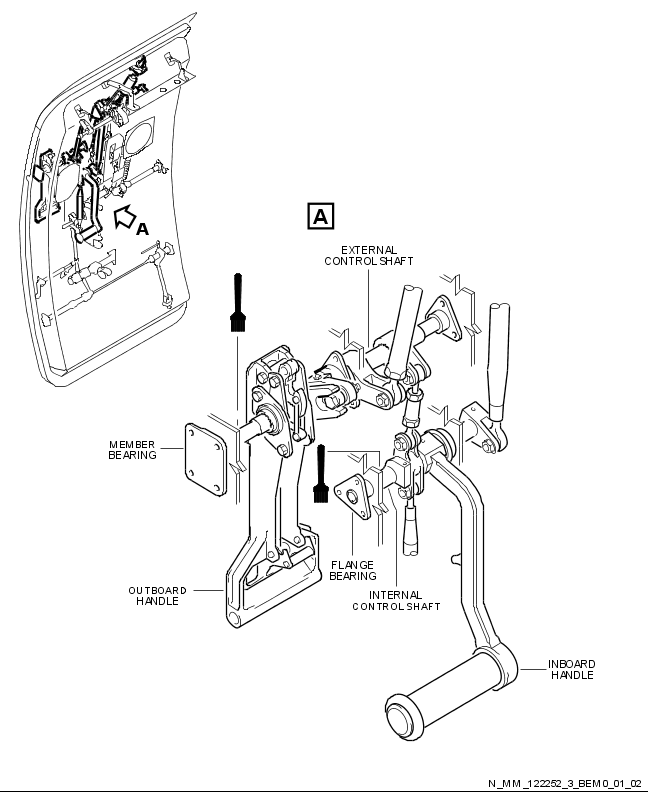 A
A
EXTERNAL
CONTROL SHAFT
MEMBER
BEARING
FLANGE
BEARING
OUTBOARD
HANDLE
INTERNAL
CONTROL SHAFT
INBOARD
HANDLE
N_MM_122252_3_BEM0_01_02